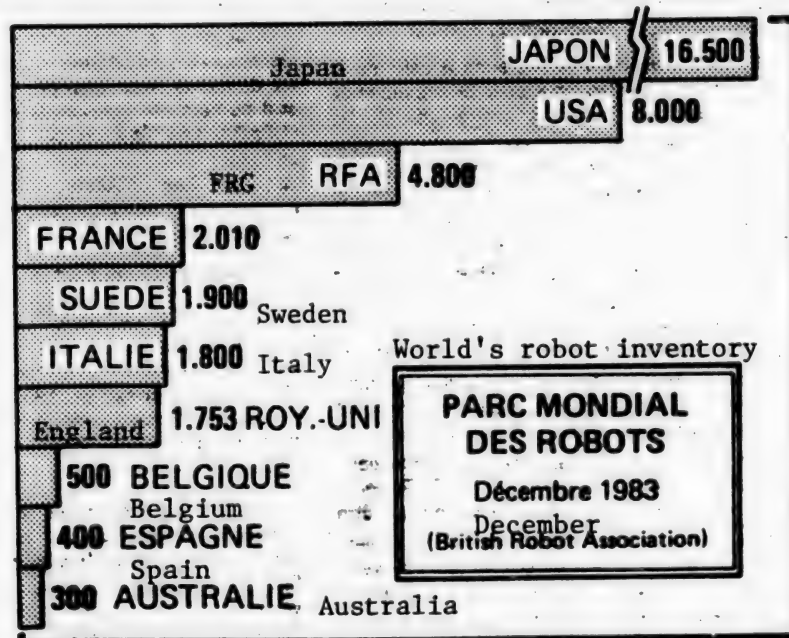 JAPON 16.500
Japan
USA 8.000
FRG RFA 4.800
FRANCE 2.010
SUEDE 1.900 Sweden
ITALIE 1.800 Italy
England 1.753 ROY.-UNI
500 BELGIQUE
Belgium
400 ESPAGNE
Spain
300 AUSTRALIE Australia
World's robot inventory
PARC MONDIAL
DES ROBOTS
Décembre 1983
December
(British Robot Association)